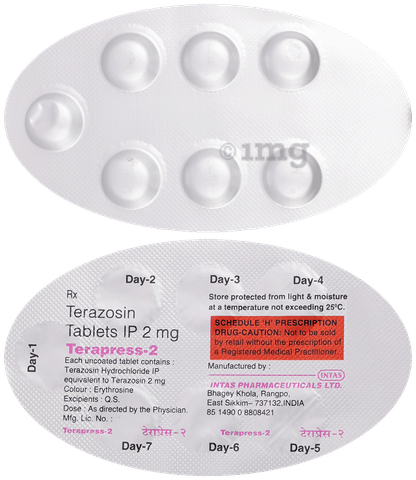 ©1mg
Day-2
Day-3
Day-4
Day-1
Rx
Terazosin
Tablets IP 2 mg
Terapress-2
Each uncoated tablet contains :
Terazosin Hydrochloride IP
equivalent to Terazosin 2 mg
Colour : Erythrosine
Excipients : Q.S.
Dose : As directed by the Physician.
Mfg. Lic. No. :
Store protected from light & moisture
at a temperature not exceeding 25°C.
SCHEDULE 'H' PRESCRIPTION
DRUG-CAUTION: Not to be sold
by retail without the prescription of
a Registered Medical Practitioner.
Manufactured by :
INTAS
INTAS PHARMACEUTICALS LTD.
Bhagey Khola, Rangpo,
East Sikkim– 737132,INDIA
85 1490 0 8808421
Terapress-2 टेराप्रेस-२ Terapress-2 टेराप्रेस-२
Day-7
Day-6
Day-5